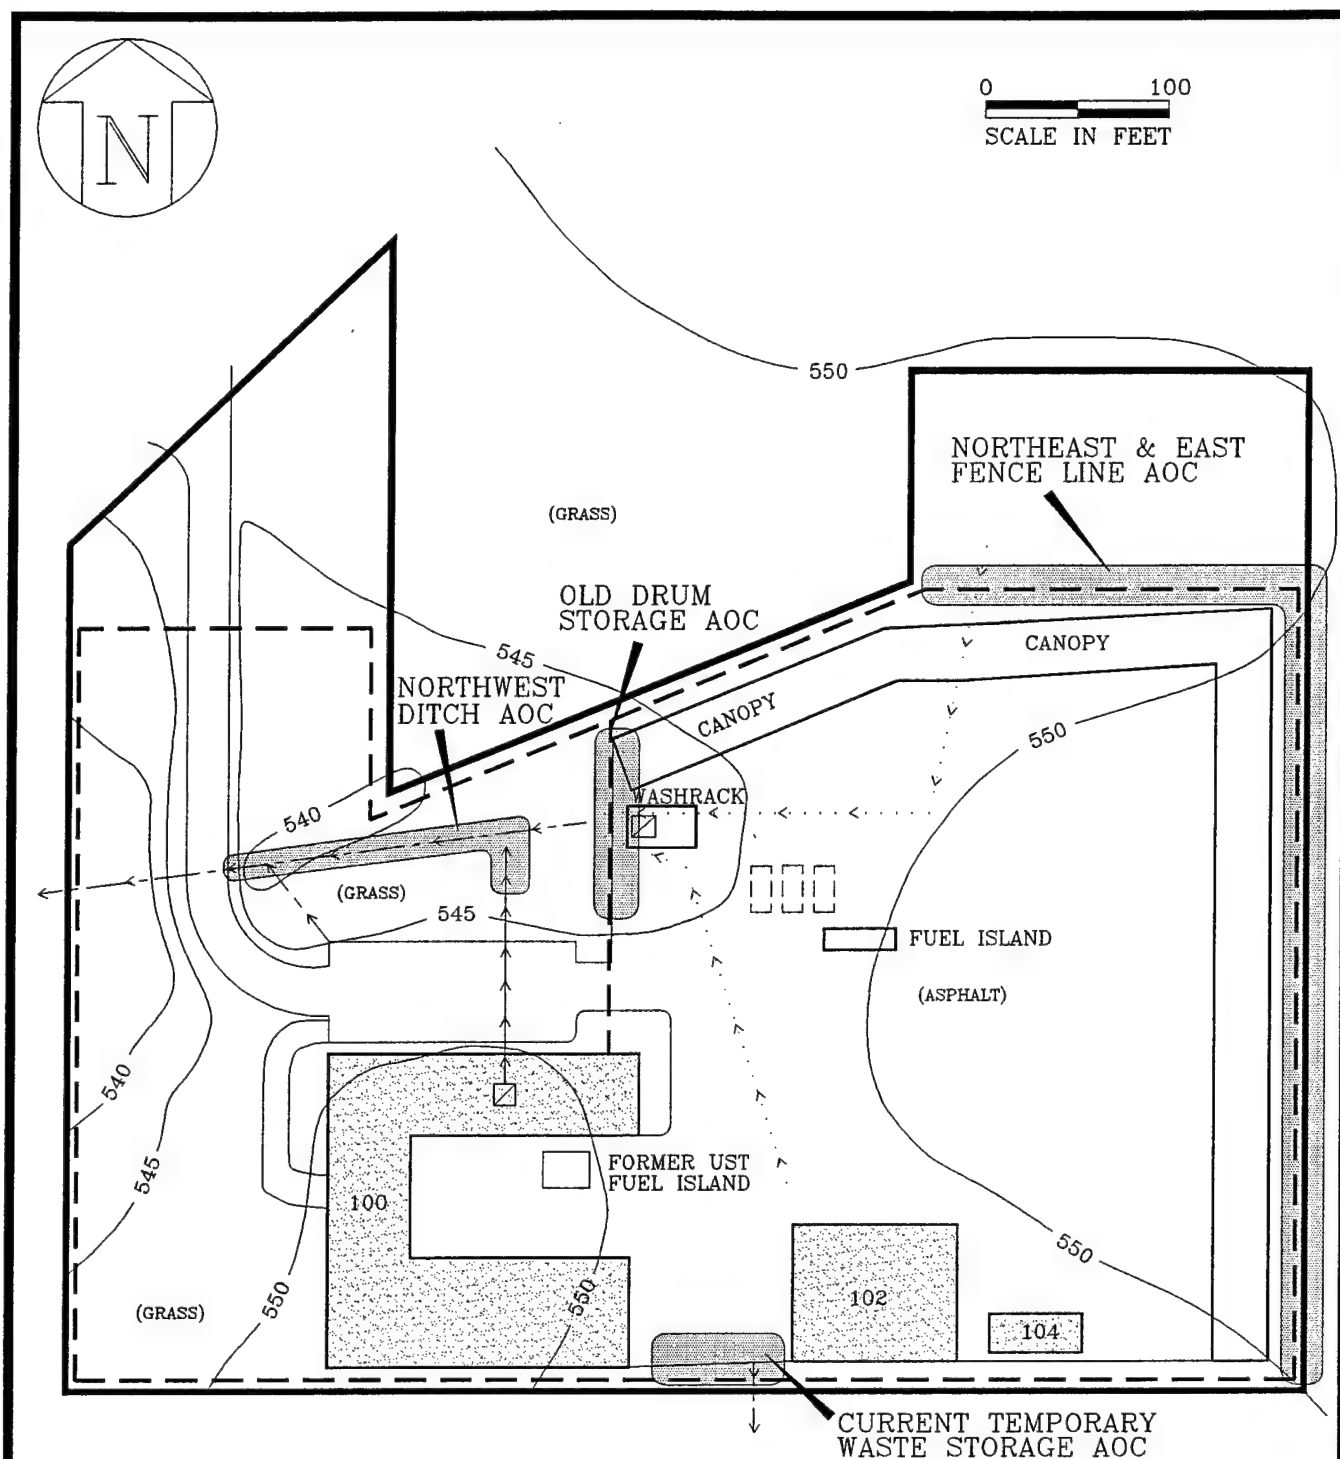 N
0 100
SCALE IN FEET
550
NORTHEAST & EAST
FENCE LINE AOC
(GRASS)
OLD DRUM
STORAGE AOC
545
CANOPY
NORTHWEST
DITCH AOC
CANOPY
550
WASHRACK
540
(GRASS)
545
FUEL ISLAND
(ASPHALT)
540
545
FORMER UST
FUEL ISLAND
100
550
550
550
102
(GRASS)
104
CURRENT TEMPORARY
WASTE STORAGE AOC